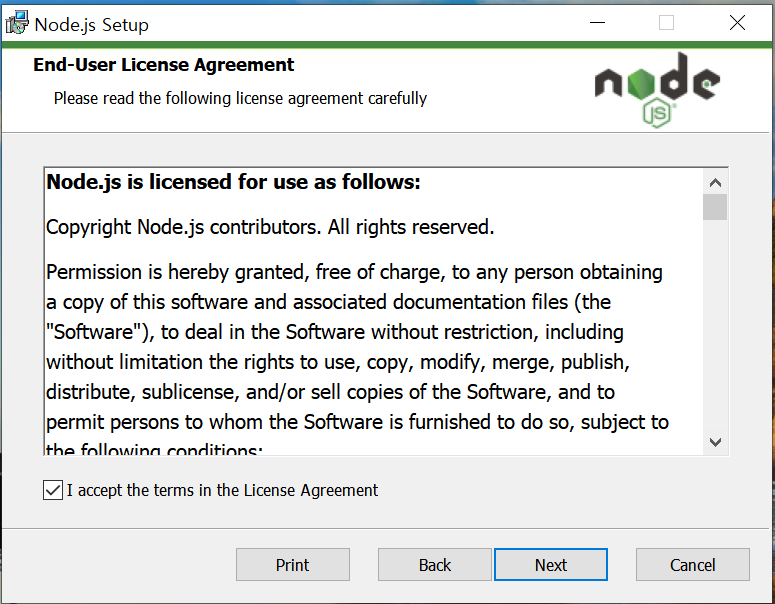 Node.js Setup
End-User License Agreement
Please read the following license agreement carefully
node
JS
Node.js is licensed for use as follows:
Copyright Node.js contributors. All rights reserved.
Permission is hereby granted, free of charge, to any person obtaining
a copy of this software and associated documentation files (the
"Software"), to deal in the Software without restriction, including
without limitation the rights to use, copy, modify, merge, publish,
distribute, sublicense, and/or sell copies of the Software, and to
permit persons to whom the Software is furnished to do so, subject to
the following conditions:
I accept the terms in the License Agreement
Print Back Next Cancel